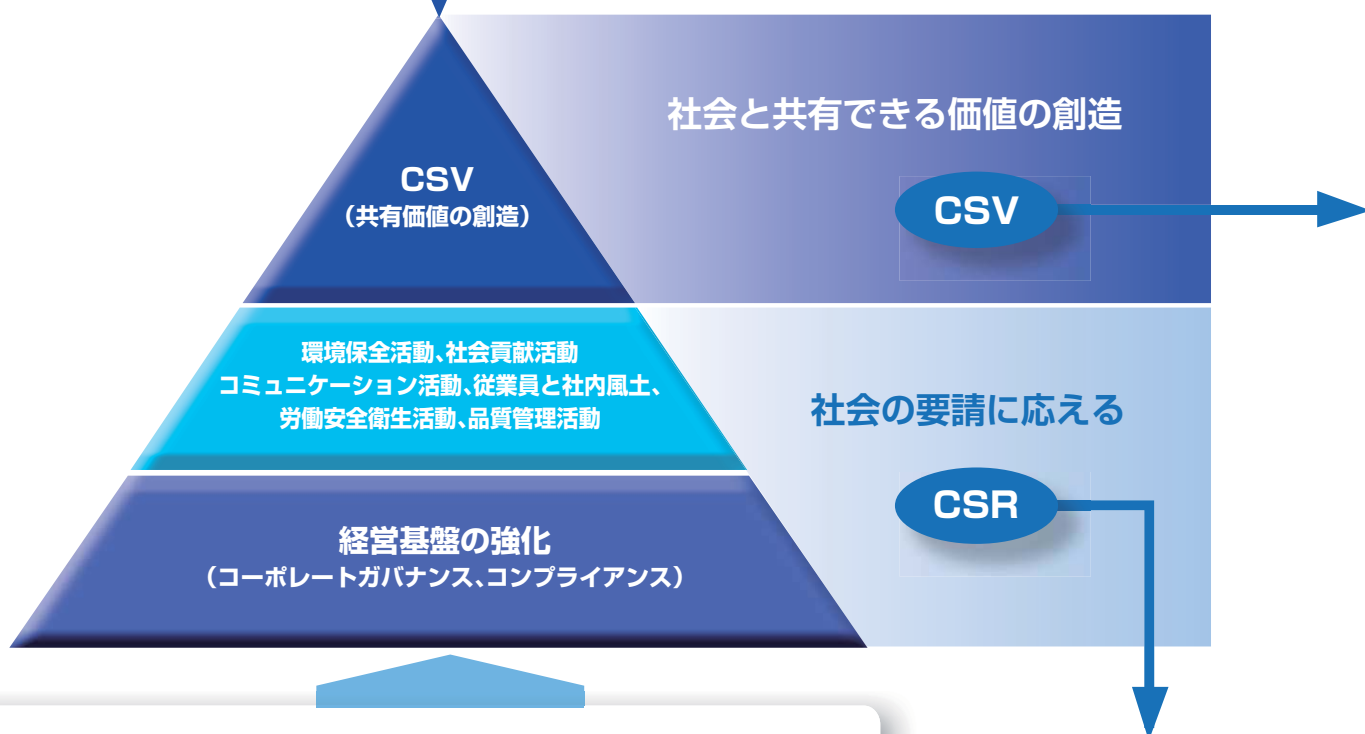 社会と共有できる価値の創造
CSV
（共有価値の創造）
CSV
環境保全活動、社会貢献活動
コミュニケーション活動、従業員と社内風土、
労働安全衛生活動、品質管理活動
社会の要請に応える
CSR
経営基盤の強化
（コーポレートガバナンス、コンプライアンス）